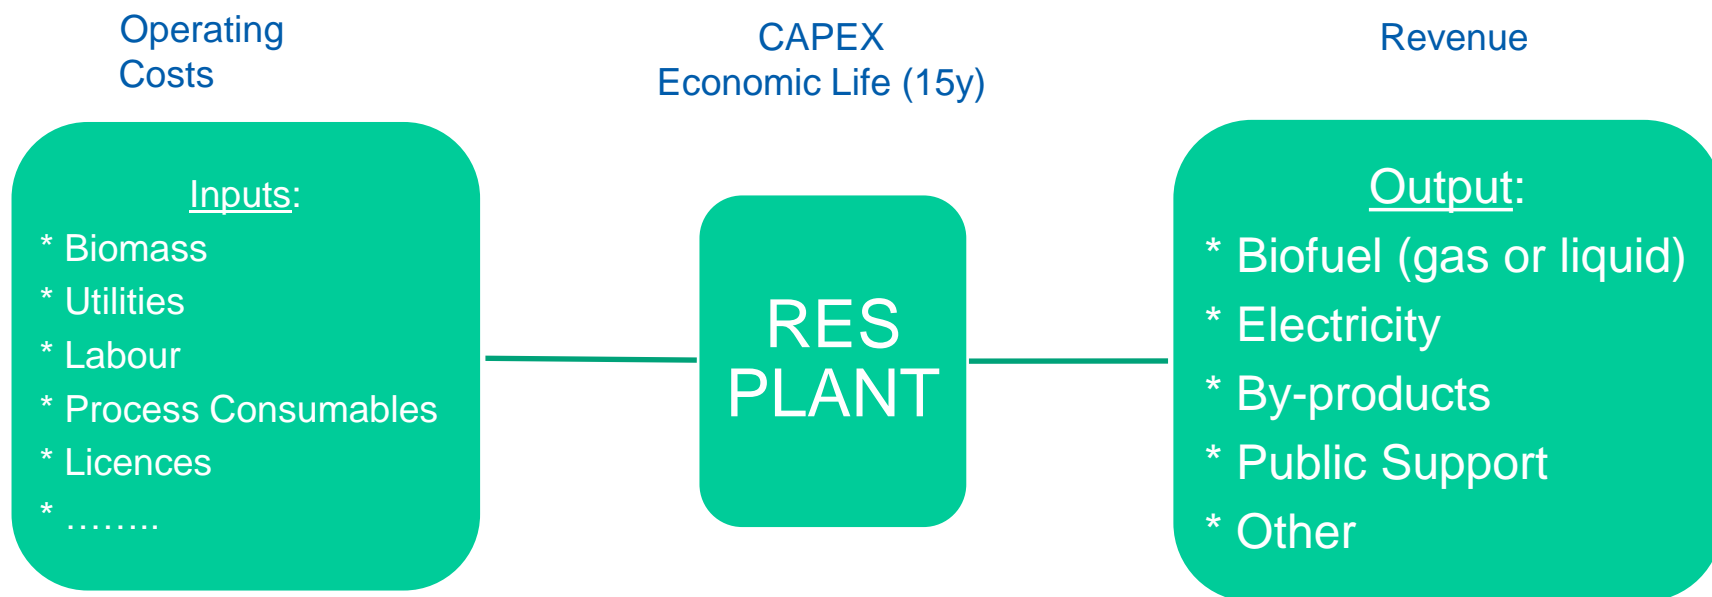 Operating
Costs
CAPEX
Economic Life (15y)
Revenue
Inputs:
* Biomass
* Utilities
* Labour
* Process Consumables
* Licences
* ……..
RES
PLANT
Output:
* Biofuel (gas or liquid)
* Electricity
* By-products
* Public Support
* Other